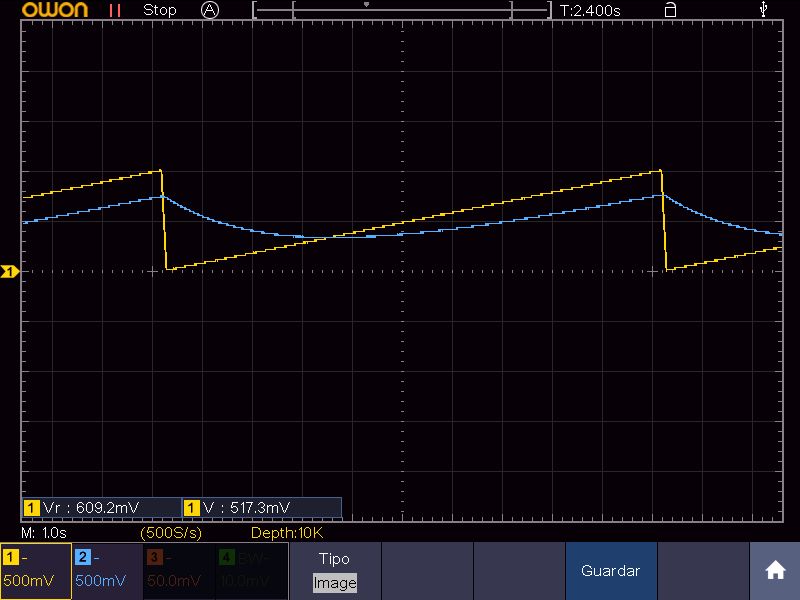 owon Stop A T:2.400s
1
1 Vr : 609.2mV 1 V : 517.3mV
M: 1.0s (500S/s) Depth:10K
1 - 2 - 3 - 4 BW- Tipo
500mV 500mV 50.0mV 10.0mV Image Guardar